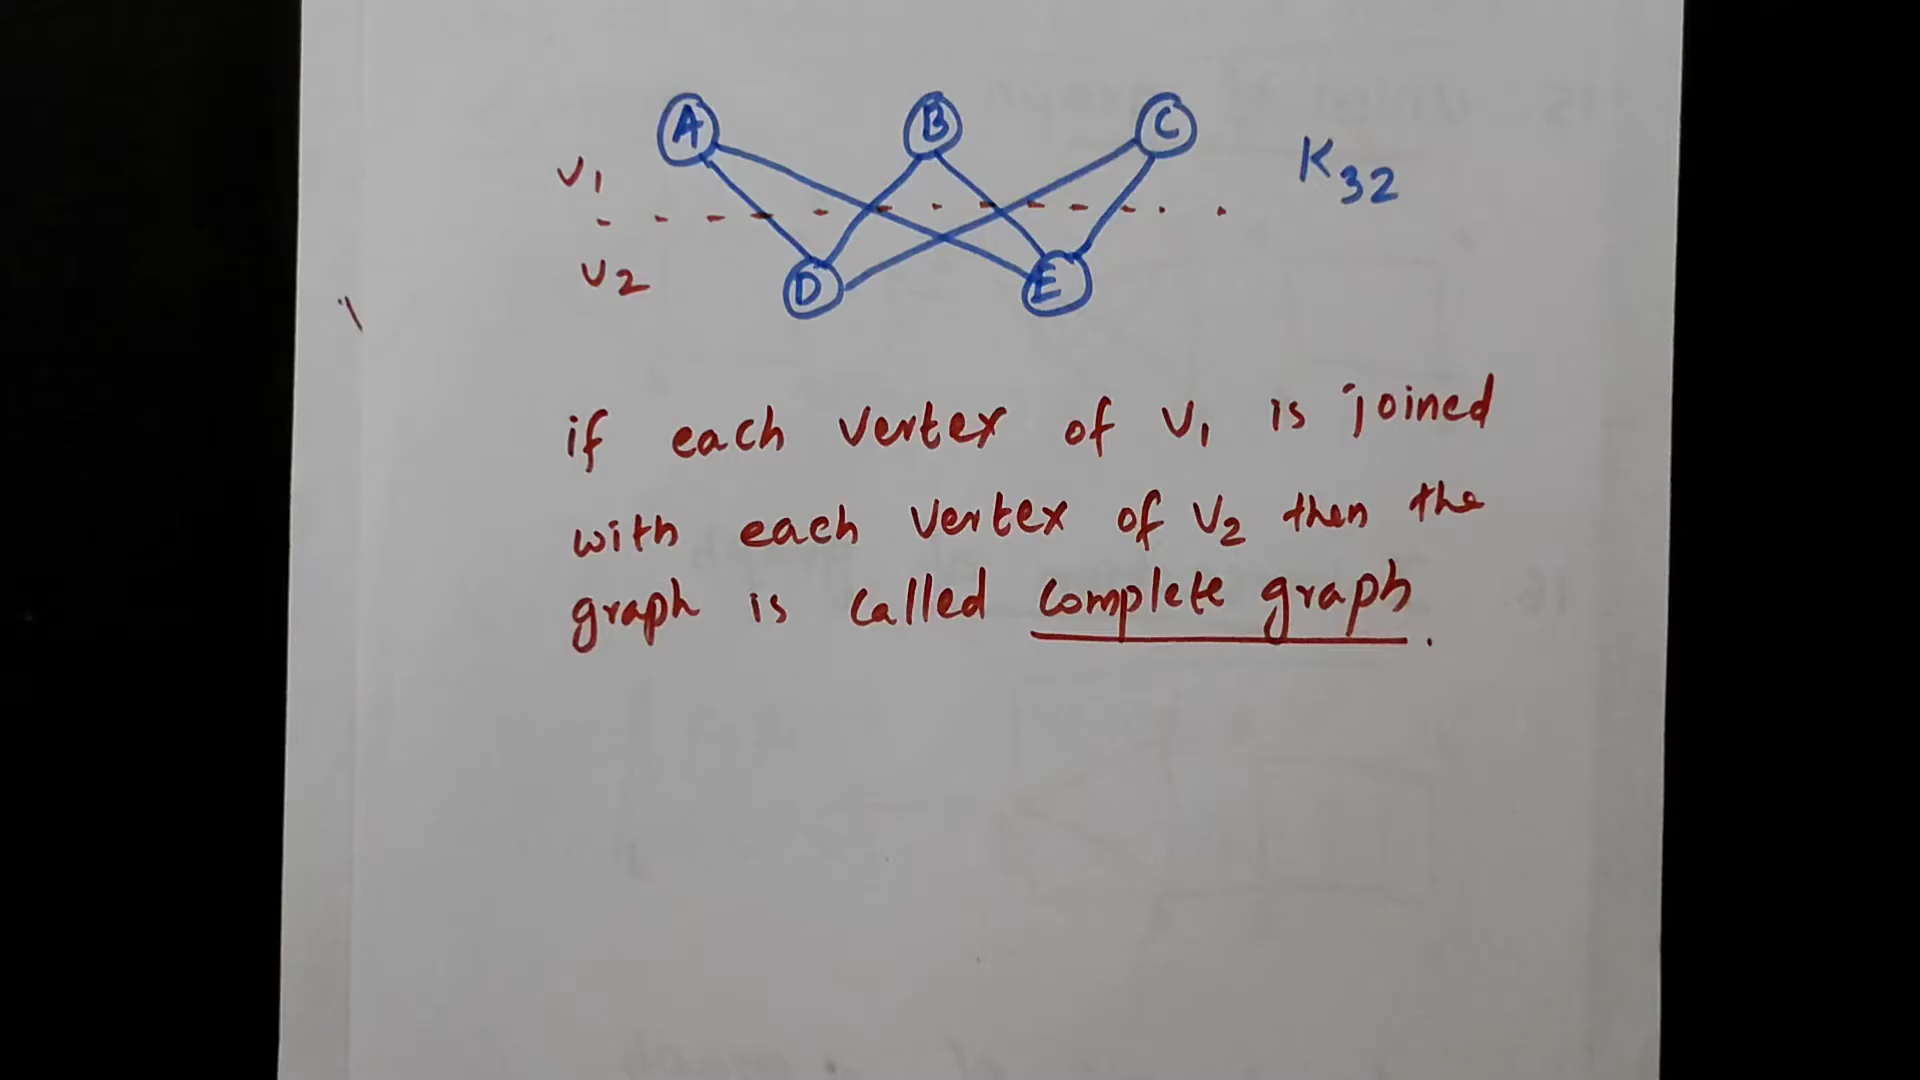 A B C
V1
K32
V2
D E
if each vertex of V1 is joined
with each vertex of V2 then the
graph is called complete graph.